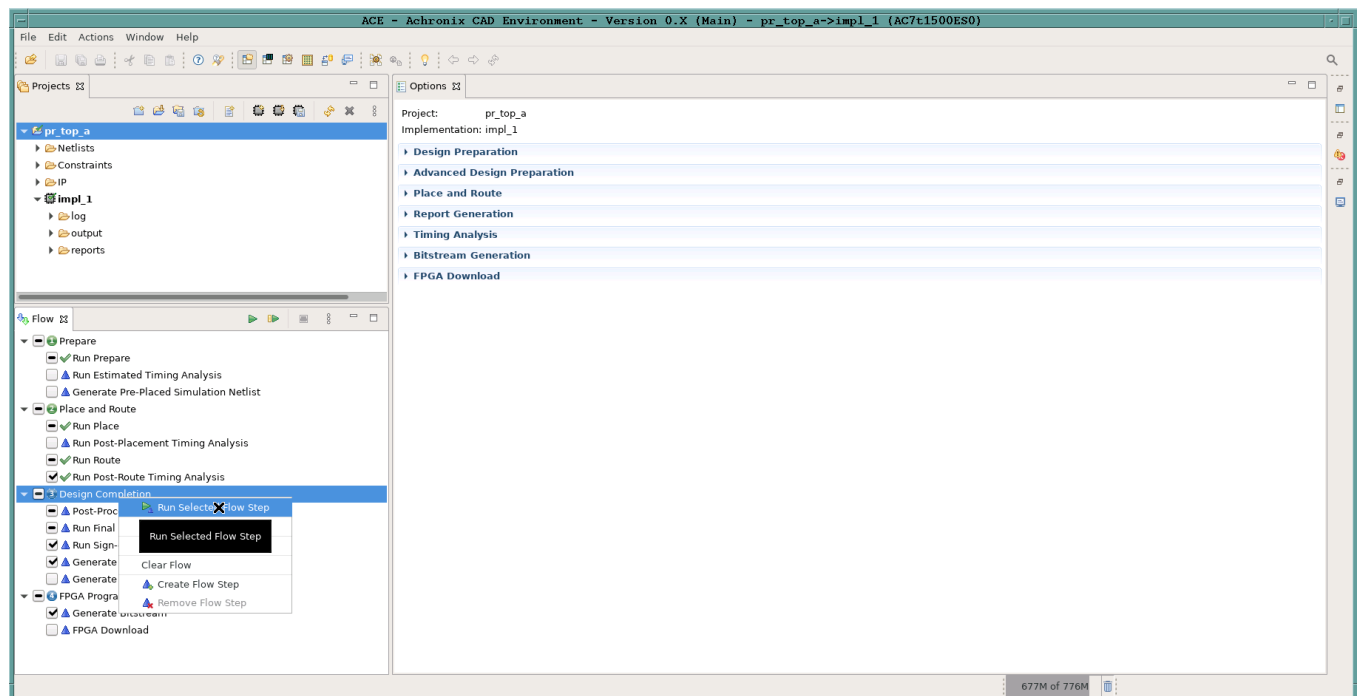 ACE - Achronix CAD Environment - Version 0.X (Main) - pr_top_a->impl_1 (AC7t1500ES0)
File Edit Actions Window Help
Projects
pr_top_a
Netlists
Constraints
IP
impl_1
log
output
reports
Options
Project: pr_top_a
Implementation: impl_1
Design Preparation
Advanced Design Preparation
Place and Route
Report Generation
Timing Analysis
Bitstream Generation
FPGA Download
Flow
1 Prepare
Run Prepare
Run Estimated Timing Analysis
Generate Pre-Placed Simulation Netlist
2 Place and Route
Run Place
Run Post-Placement Timing Analysis
Run Route
Run Post-Route Timing Analysis
3 Design Completion
Post-Proc
Run Final
Run Sign-
Generate
Generate
4 FPGA Progra
Generate Bitstream
FPGA Download
Run Selected Flow Step
Run Selected Flow Step
Clear Flow
Create Flow Step
Remove Flow Step
677M of 776M